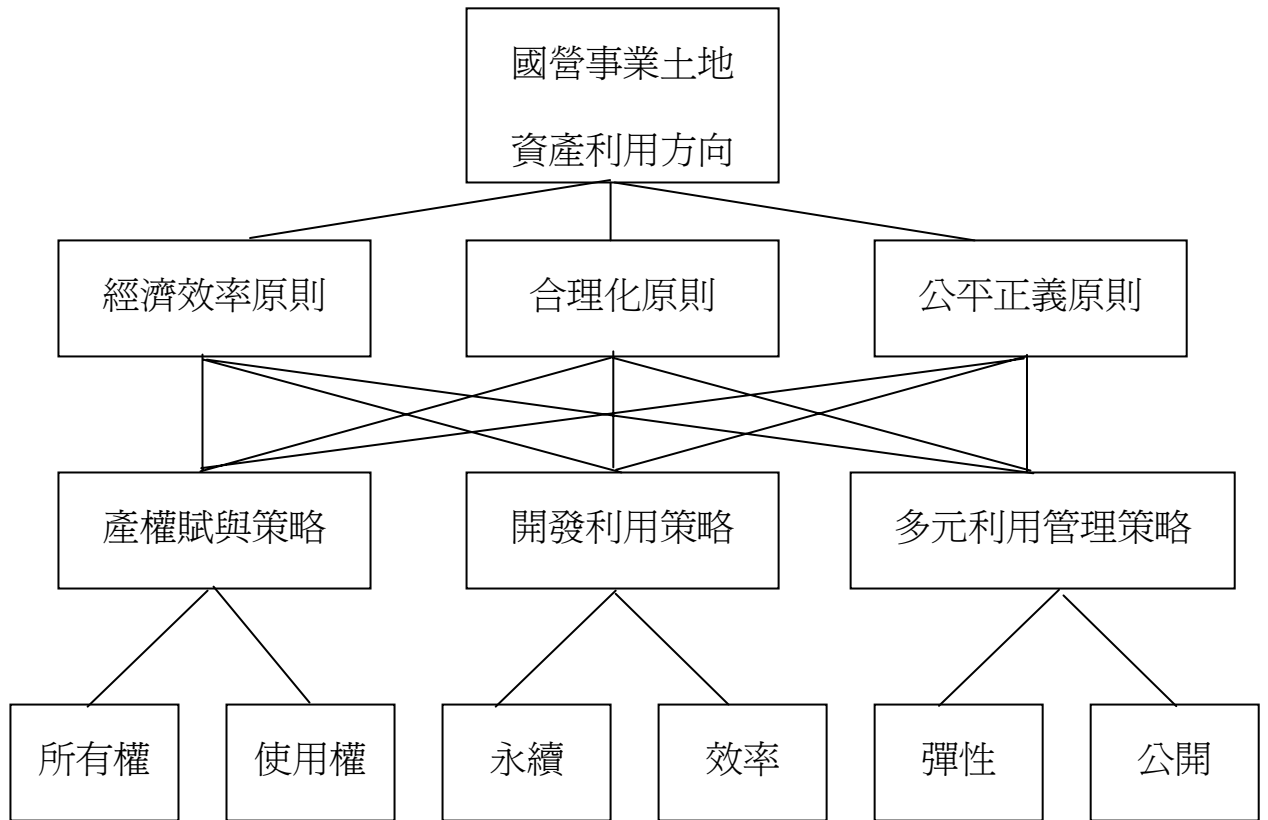 國營事業土地
資產利用方向
經濟效率原則
合理化原則
公平正義原則
產權賦與策略
開發利用策略
多元利用管理策略
所有權
使用權
永續
效率
彈性
公開